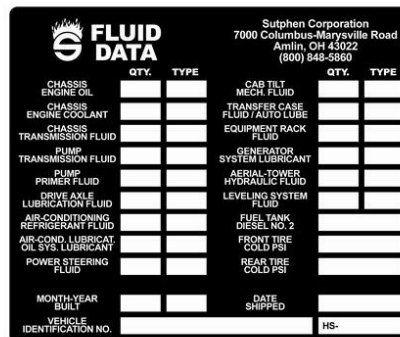 FLUID
DATA
Sutphen Corporation
7000 Columbus-Marysville Road
Amlin, OH 43022
(800) 848-5860
QTY. TYPE
QTY. TYPE
CHASSIS
ENGINE OIL
CAB TILT
MECH. FLUID
CHASSIS
ENGINE COOLANT
TRANSFER CASE
FLUID / AUTO LUBE
CHASSIS
TRANSMISSION FLUID
EQUIPMENT RACK
FLUID
PUMP
TRANSMISSION FLUID
GENERATOR
SYSTEM LUBRICANT
PUMP
PRIMER FLUID
AERIAL-TOWER
HYDRAULIC FLUID
DRIVE AXLE
LUBRICATION FLUID
LEVELING SYSTEM
FLUID
AIR-CONDITIONING
REFRIGERANT FLUID
FUEL TANK
DIESEL NO. 2
AIR-COND. LUBRICAT.
OIL SYS. LUBRICANT
FRONT TIRE
COLD PSI
POWER STEERING
FLUID
REAR TIRE
COLD PSI
MONTH-YEAR
BUILT
DATE
SHIPPED
VEHICLE
IDENTIFICATION NO.
HS-